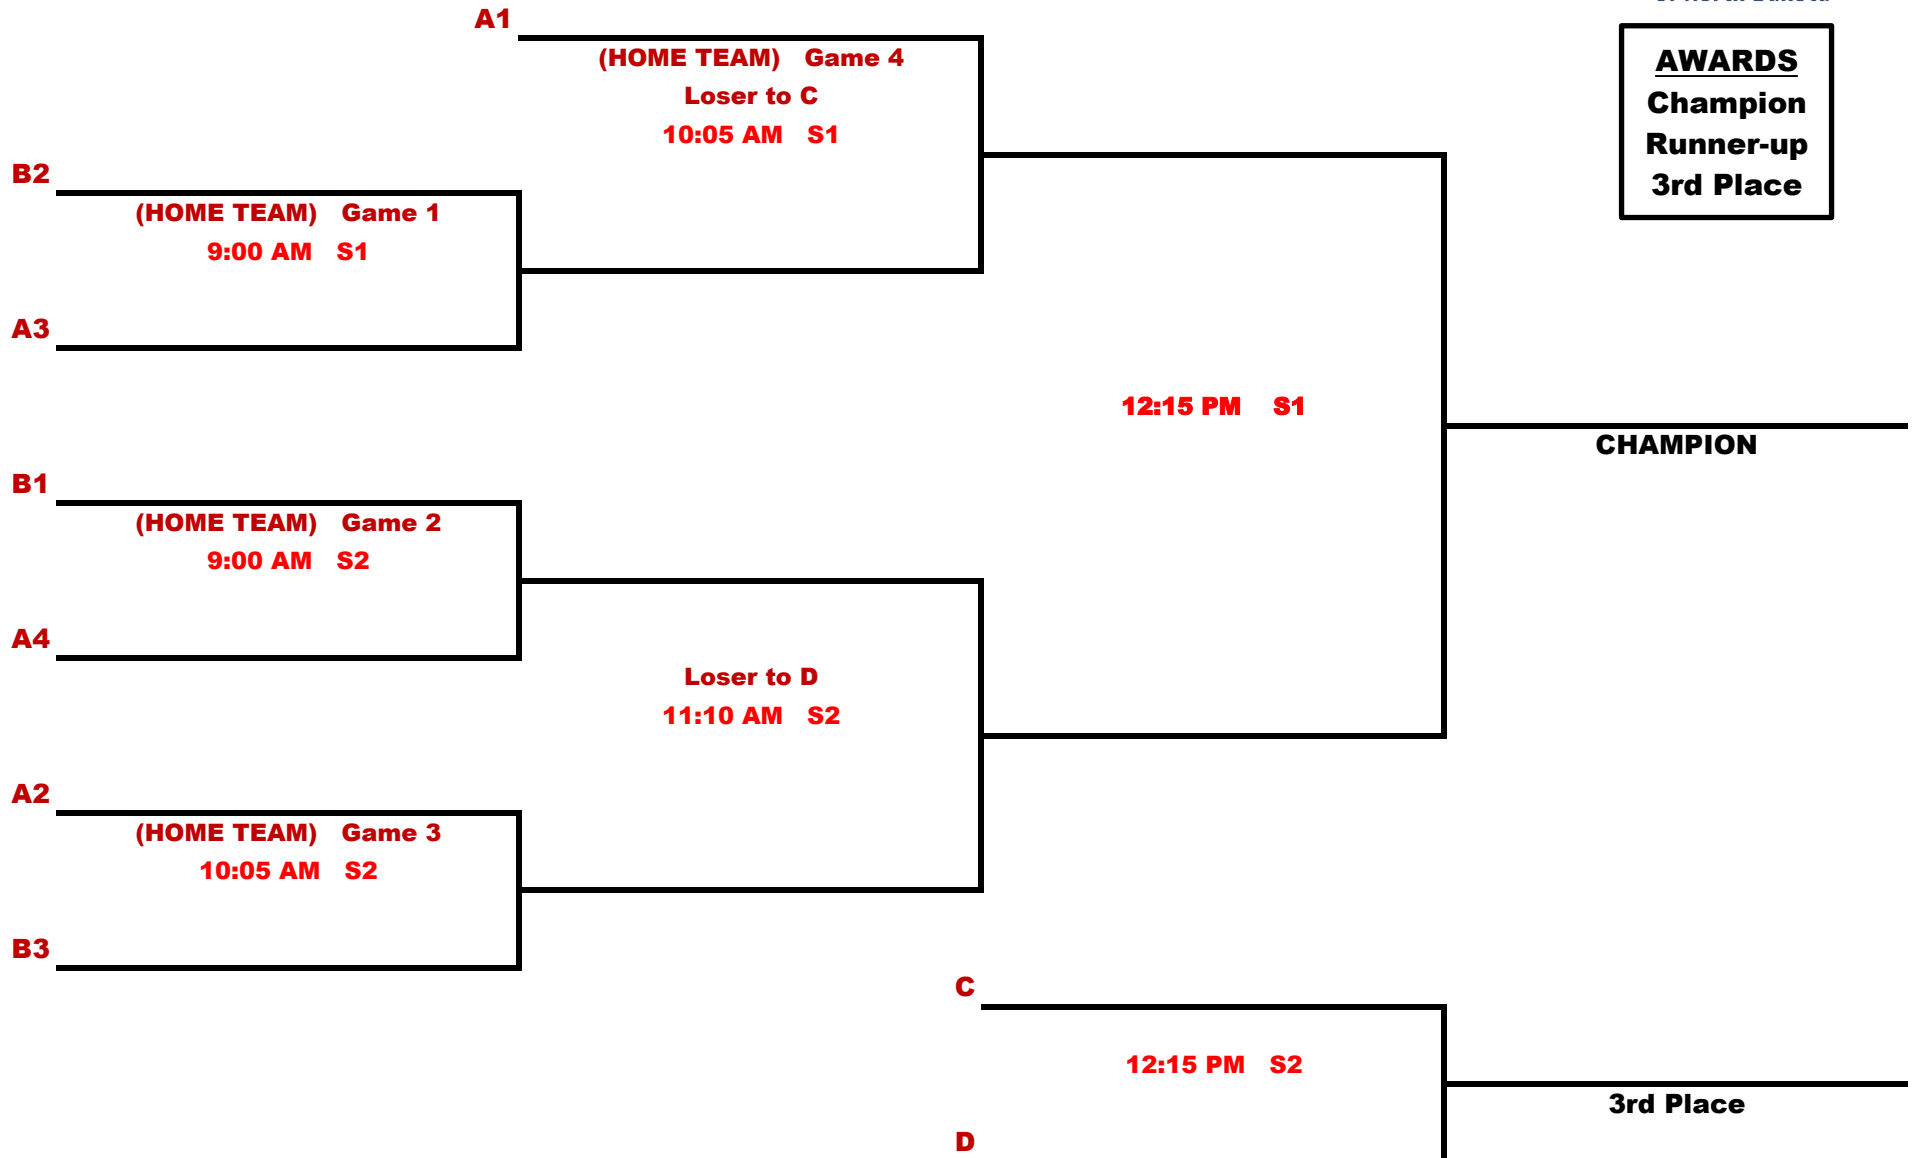 A1
(HOME TEAM) Game 4
Loser to C
10:05 AM S1
AWARDS
Champion
Runner-up
3rd Place
B2
(HOME TEAM) Game 1
9:00 AM S1
A3
12:15 PM S1
CHAMPION
B1
(HOME TEAM) Game 2
9:00 AM S2
A4
Loser to D
11:10 AM S2
A2
(HOME TEAM) Game 3
10:05 AM S2
B3
C
12:15 PM S2
3rd Place
D